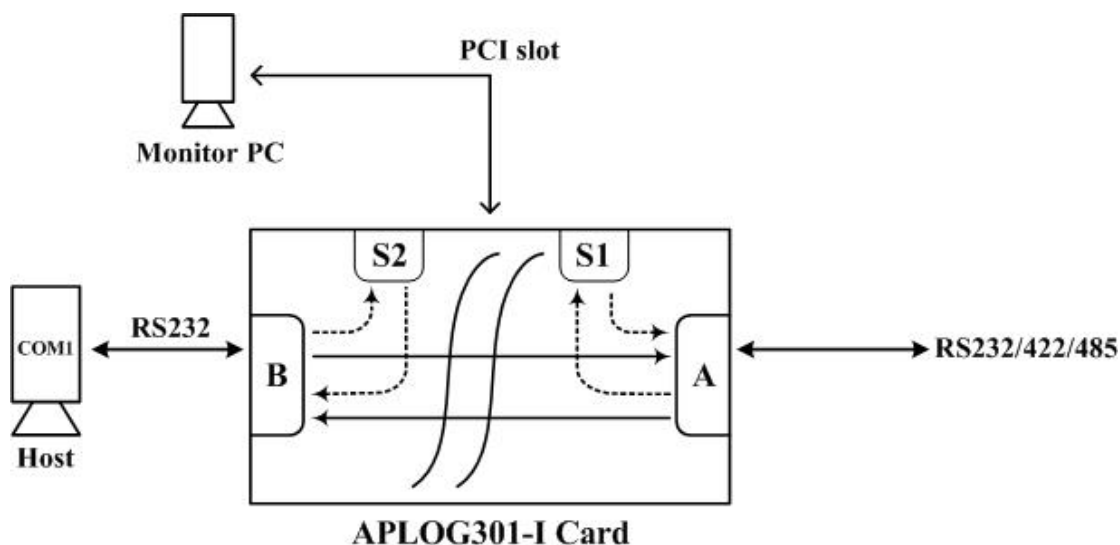 PCI slot
Monitor PC
S2
S1
COM1
RS232
B
A
RS232/422/485
Host
APLOG301-I Card